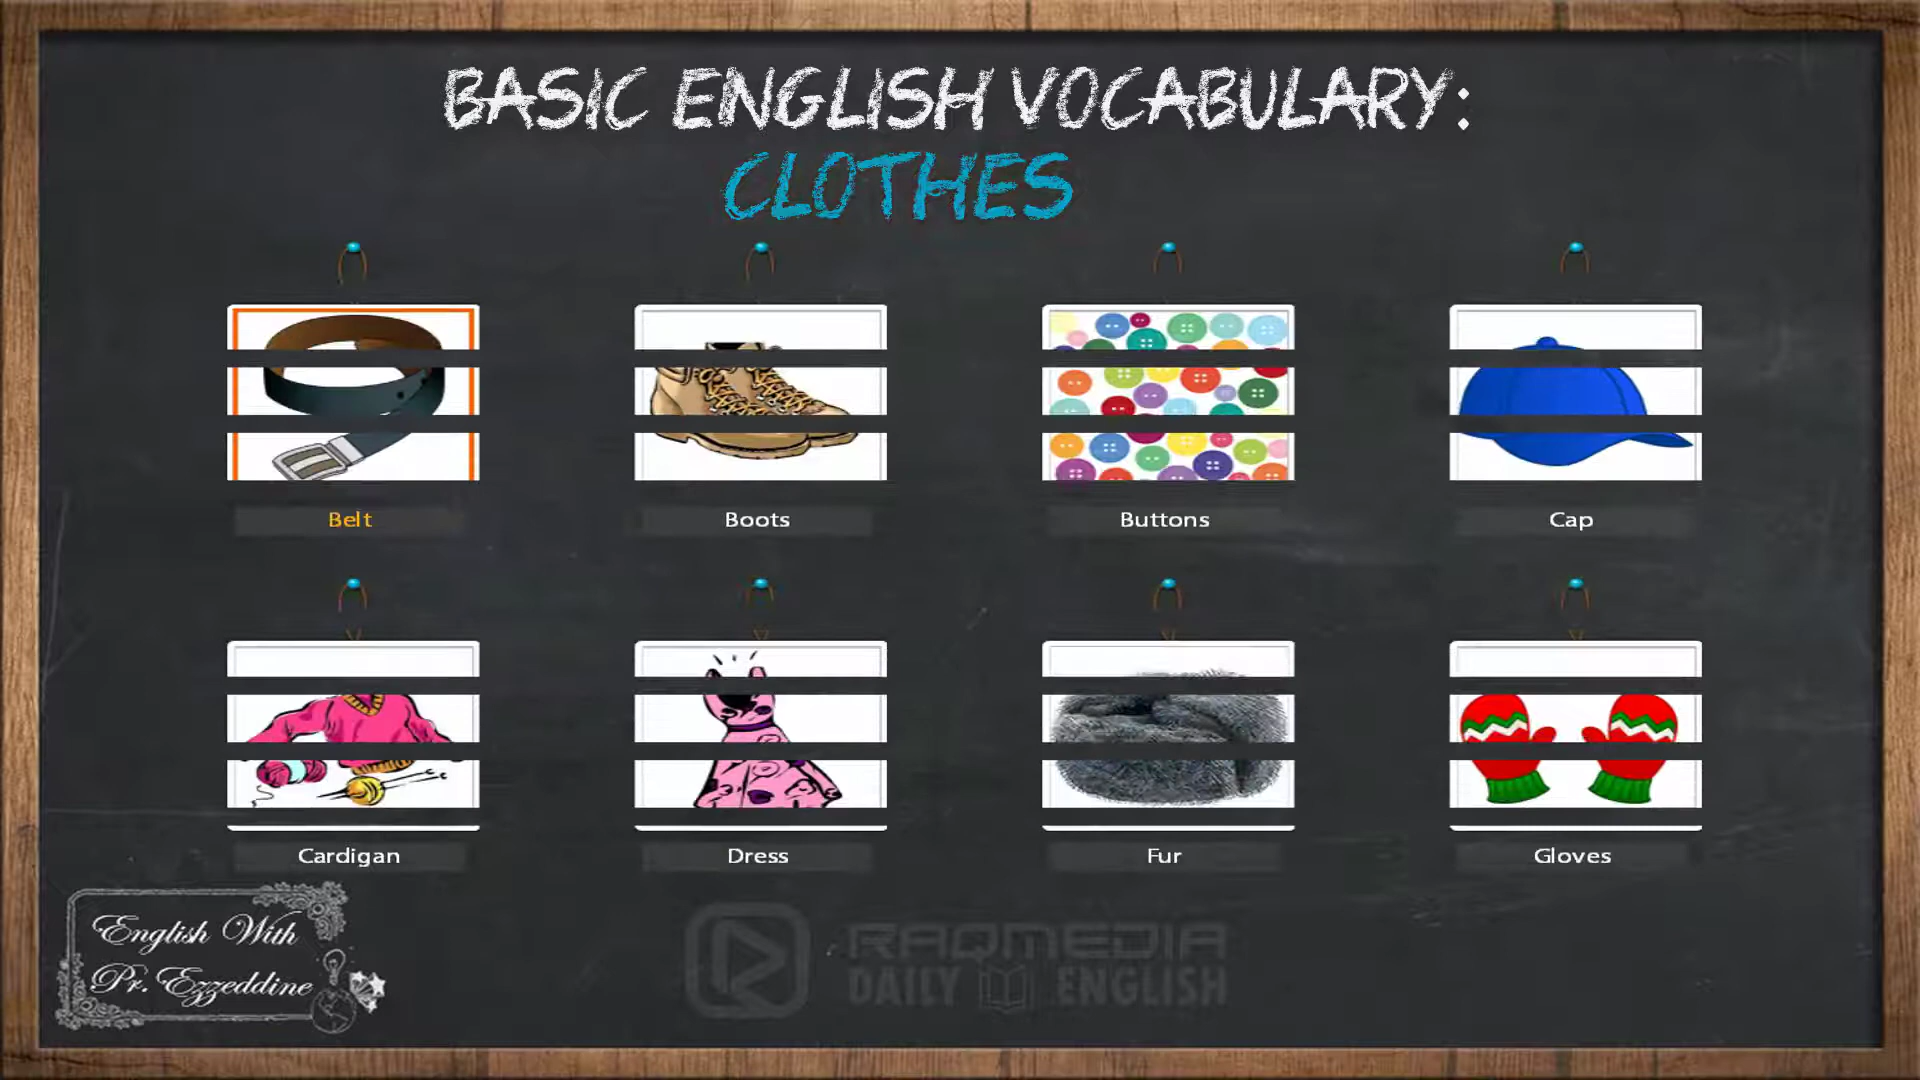 BASIC ENGLISH VOCABULARY:
CLOTHES
Belt
Boots
Buttons
Cap
Cardigan
Dress
Fur
Gloves
English With
Pr. Ezzeddine
RAQMEDIA
DAILY ENGLISH